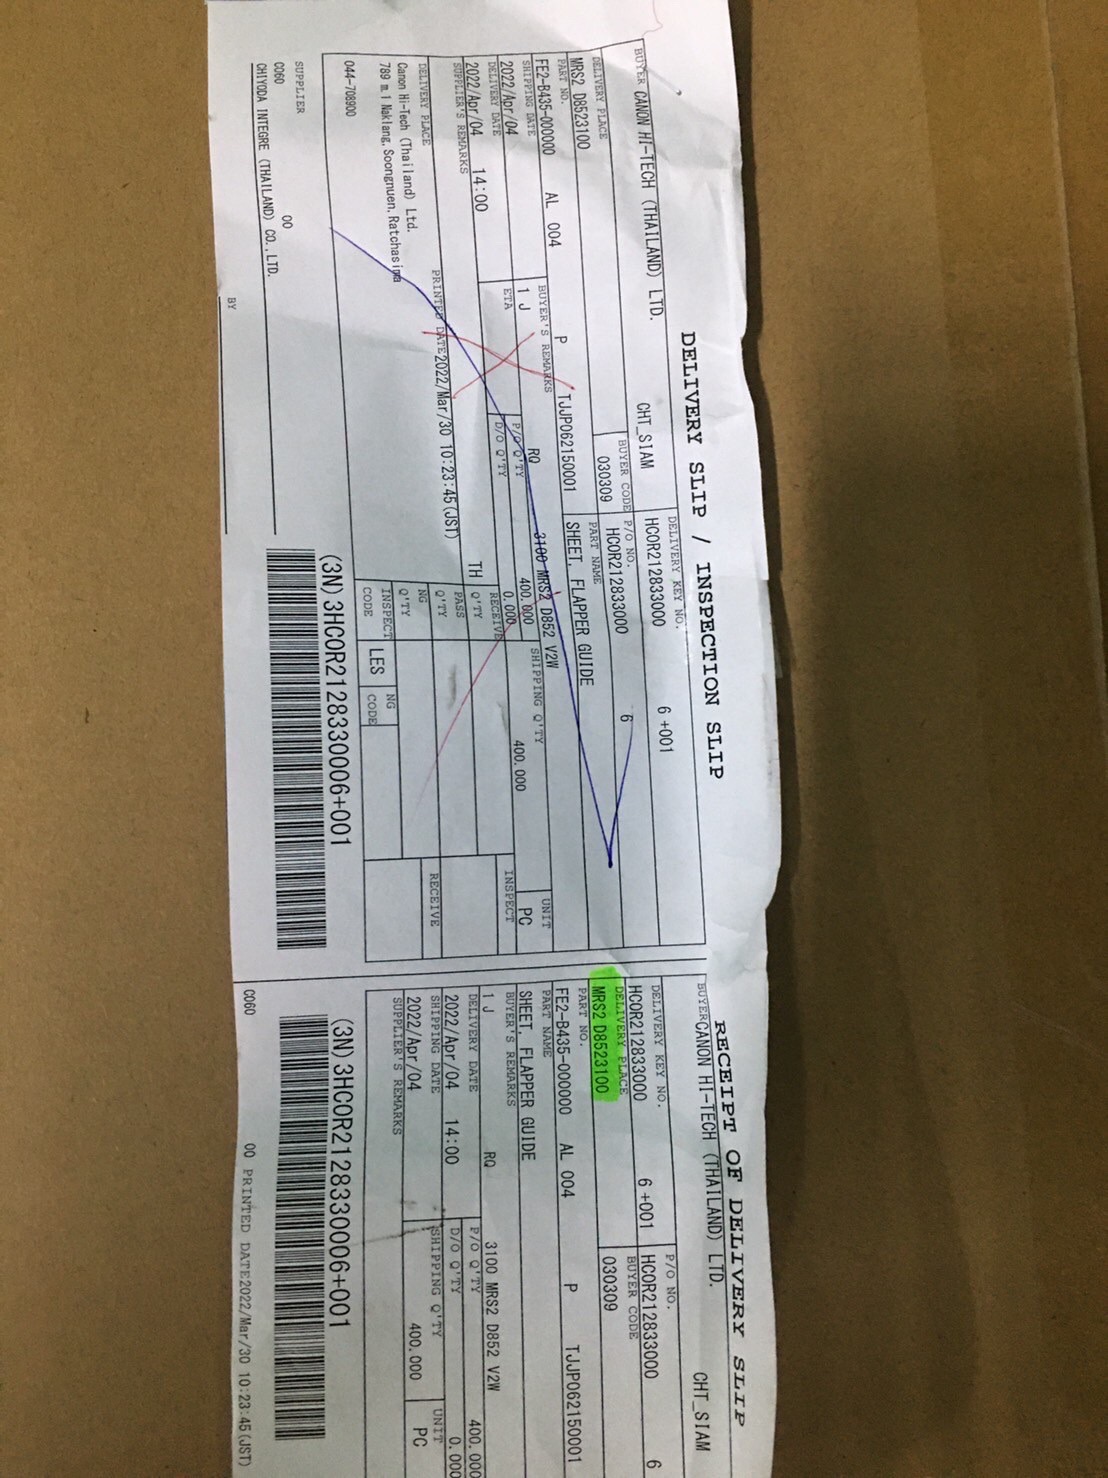 DELIVERY SLIP / INSPECTION SLIP
BUYER CANON HI-TECH (THAILAND) LTD. CHT_SIAM
DELIVERY KEY NO.
HCOR212833000 6 +001
DELIVERY PLACE BUYER CODE P/O NO.
MRS2 D8523100 030309 HCOR212833000 6
PART NO. PART NAME
FE2-B435-000000 AL 004 P TJJP062150001 SHEET, FLAPPER GUIDE
SHIPPING DATE BUYER'S REMARKS
2022/Apr/04 1 J RQ 3100 MRS2 D852 V2W
DELIVERY DATE ETA P/O Q'TY 400.000 SHIPPING Q'TY UNIT
2022/Apr/04 14:00 D/O Q'TY 0.000 400.000 PC
SUPPLIER'S REMARKS TH RECEIVE Q'TY INSPECT
PRINTED DATE2022/Mar/30 10:23:45(JST)
PASS Q'TY
DELIVERY PLACE NG Q'TY RECEIVE
Canon Hi-Tech (Thailand) Ltd.
789 m.1 Naklang, Soongnuen, Ratchasima
INSPECT CODE LES NG CODE
044-708900
(3N) 3HCOR2128330006+001
SUPPLIER
C060 00
CHIYODA INTEGRE (THAILAND) CO.,LTD.
BY
RECEIPT OF DELIVERY SLIP
BUYERCANON HI-TECH (THAILAND) LTD. CHT_SIAM
DELIVERY KEY NO. P/O NO.
HCOR212833000 6 +001 HCOR212833000 6
DELIVERY PLACE BUYER CODE
MRS2 D8523100 030309
PART NO.
FE2-B435-000000 AL 004 P TJJP062150001
PART NAME
SHEET, FLAPPER GUIDE
BUYER'S REMARKS
1 J RQ 3100 MRS2 D852 V2W
DELIVERY DATE P/O Q'TY 400.000
2022/Apr/04 14:00 D/O Q'TY 0.000
SHIPPING DATE SHIPPING Q'TY UNIT
2022/Apr/04 400.000 PC
SUPPLIER'S REMARKS
(3N) 3HCOR2128330006+001
C060 00 PRINTED DATE2022/Mar/30 10:23:45(JST)